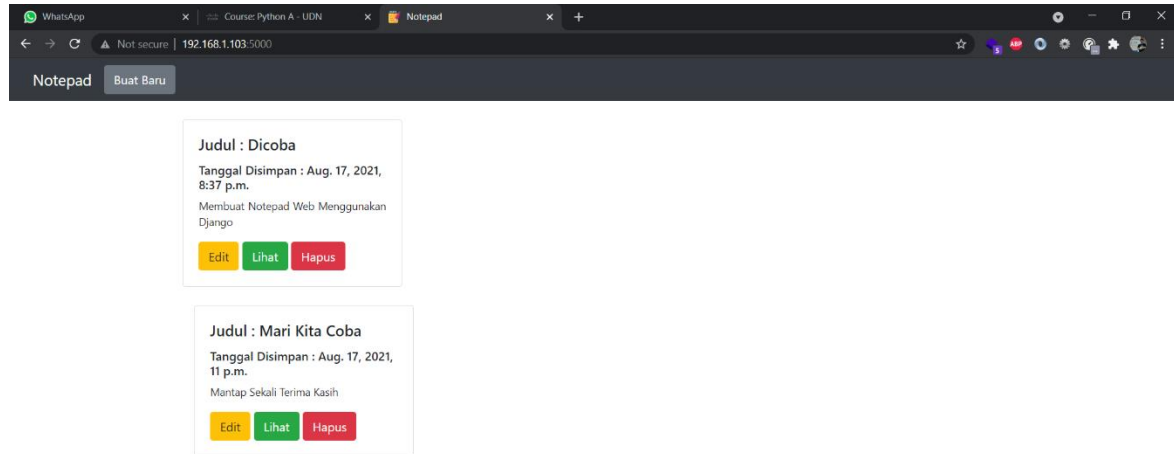 WhatsApp
Course: Python A - UDN
Notepad
Not secure | 192.168.1.103:5000
ABP
5
Notepad
Buat Baru
Judul : Dicoba
Tanggal Disimpan : Aug. 17, 2021,
8:37 p.m.
Membuat Notepad Web Menggunakan
Django
Edit Lihat Hapus
Judul : Mari Kita Coba
Tanggal Disimpan : Aug. 17, 2021,
11 p.m.
Mantap Sekali Terima Kasih
Edit Lihat Hapus